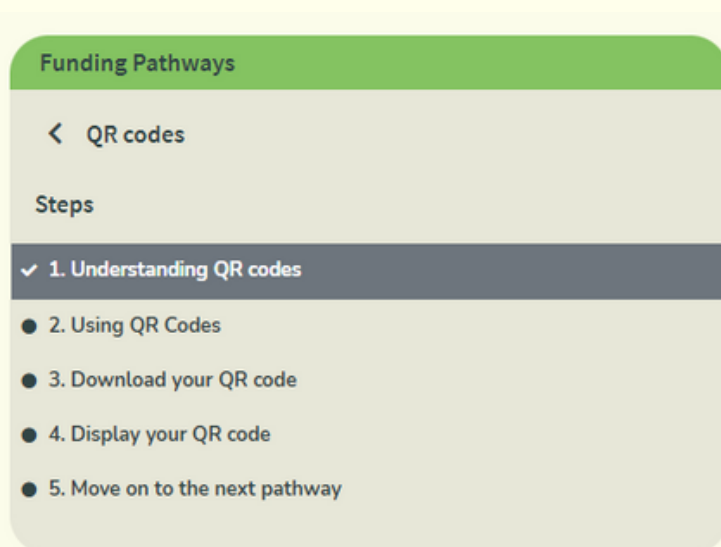 Funding Pathways
QR codes
Steps
1. Understanding QR codes
2. Using QR Codes
3. Download your QR code
4. Display your QR code
5. Move on to the next pathway